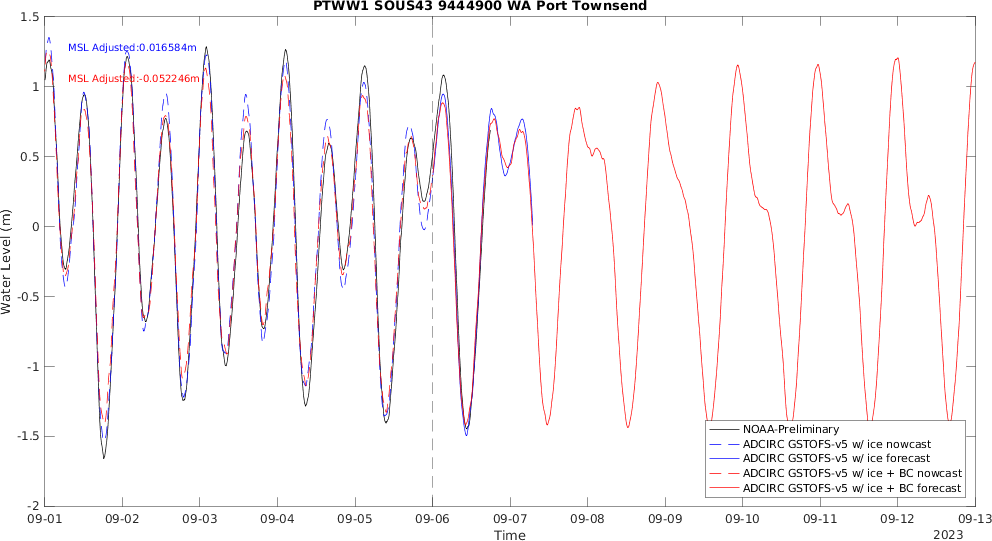 PTWW1 SOUS43 9444900 WA Port Townsend
MSL Adjusted:0.016584m
MSL Adjusted:-0.052246m
Water Level (m)
1.5
1
0.5
0
-0.5
-1
-1.5
-2
NOAA-Preliminary
ADCIRC GSTOFS-v5 w/ ice nowcast
ADCIRC GSTOFS-v5 w/ ice forecast
ADCIRC GSTOFS-v5 w/ ice + BC nowcast
ADCIRC GSTOFS-v5 w/ ice + BC forecast
09-01 09-02 09-03 09-04 09-05 09-06 09-07 09-08 09-09 09-10 09-11 09-12 09-13
Time
2023